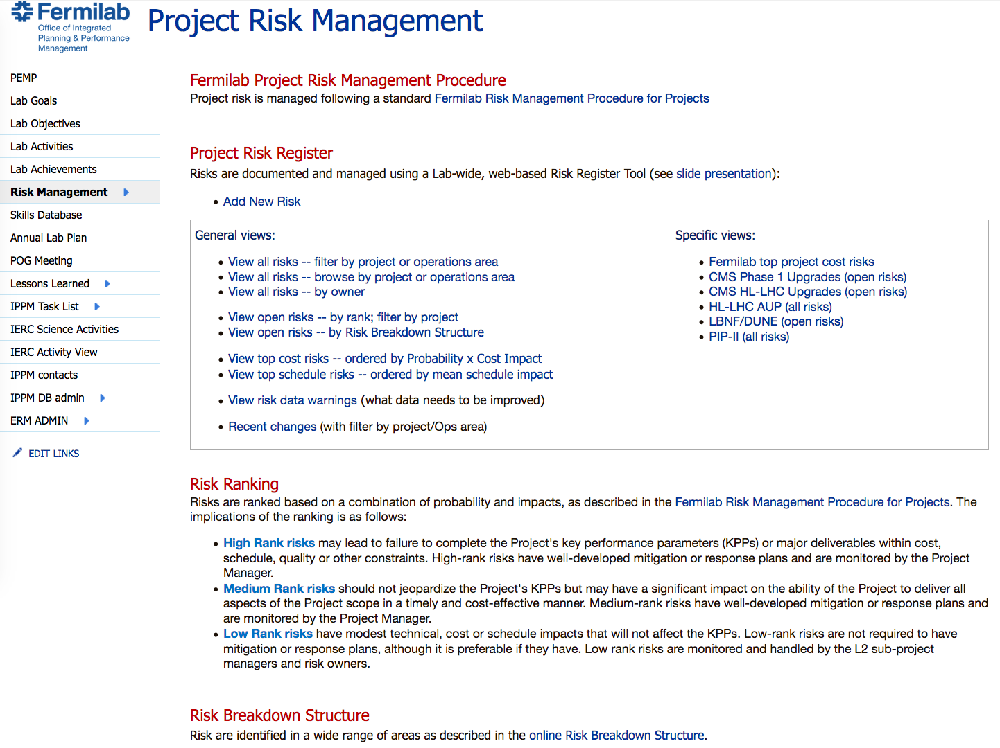 Fermilab
Office of Integrated
Planning & Performance
Management
Project Risk Management
PEMP
Lab Goals
Lab Objectives
Lab Activities
Lab Achievements
Risk Management
Skills Database
Annual Lab Plan
POG Meeting
Lessons Learned
IPPM Task List
IERC Science Activities
IERC Activity View
IPPM contacts
IPPM DB admin
ERM ADMIN
EDIT LINKS
Fermilab Project Risk Management Procedure
Project risk is managed following a standard Fermilab Risk Management Procedure for Projects
Project Risk Register
Risks are documented and managed using a Lab-wide, web-based Risk Register Tool (see slide presentation):
• Add New Risk
General views:
• View all risks -- filter by project or operations area
• View all risks -- browse by project or operations area
• View all risks -- by owner
• View open risks -- by rank; filter by project
• View open risks -- by Risk Breakdown Structure
• View top cost risks -- ordered by Probability x Cost Impact
• View top schedule risks -- ordered by mean schedule impact
• View risk data warnings (what data needs to be improved)
• Recent changes (with filter by project/Ops area)
Specific views:
• Fermilab top project cost risks
• CMS Phase 1 Upgrades (open risks)
• CMS HL-LHC Upgrades (open risks)
• HL-LHC AUP (all risks)
• LBNF/DUNE (open risks)
• PIP-II (all risks)
Risk Ranking
Risks are ranked based on a combination of probability and impacts, as described in the Fermilab Risk Management Procedure for Projects. The
implications of the ranking is as follows:
• High Rank risks may lead to failure to complete the Project's key performance parameters (KPPs) or major deliverables within cost,
schedule, quality or other constraints. High-rank risks have well-developed mitigation or response plans and are monitored by the Project
Manager.
• Medium Rank risks should not jeopardize the Project's KPPs but may have a significant impact on the ability of the Project to deliver all
aspects of the Project scope in a timely and cost-effective manner. Medium-rank risks have well-developed mitigation or response plans and
are monitored by the Project Manager.
• Low Rank risks have modest technical, cost or schedule impacts that will not affect the KPPs. Low-rank risks are not required to have
mitigation or response plans, although it is preferable if they have. Low rank risks are monitored and handled by the L2 sub-project
managers and risk owners.
Risk Breakdown Structure
Risk are identified in a wide range of areas as described in the online Risk Breakdown Structure.